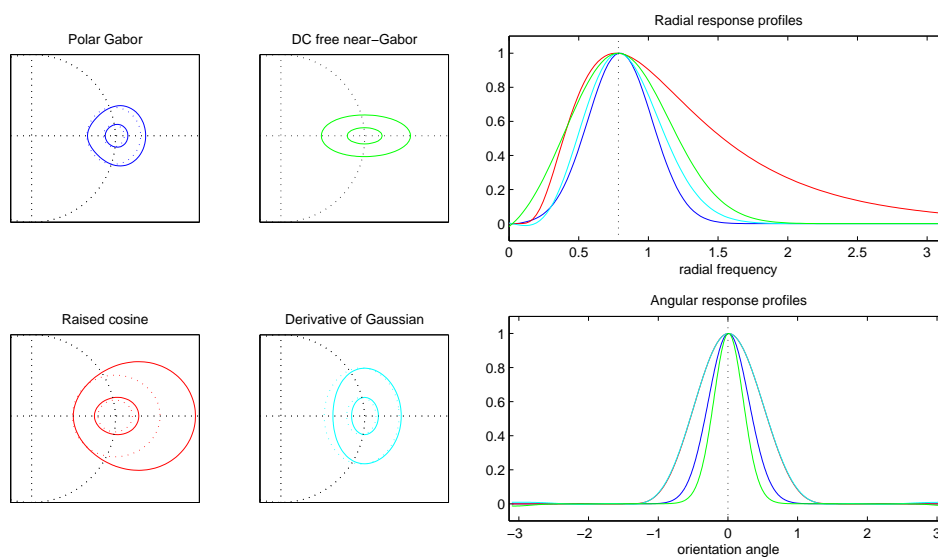 Polar Gabor
DC free near−Gabor
Radial response profiles
1
0.8
0.6
0.4
0.2
0
0 0.5 1 1.5 2 2.5 3
radial frequency
Raised cosine
Derivative of Gaussian
Angular response profiles
1
0.8
0.6
0.4
0.2
0
−3 −2 −1 0 1 2 3
orientation angle